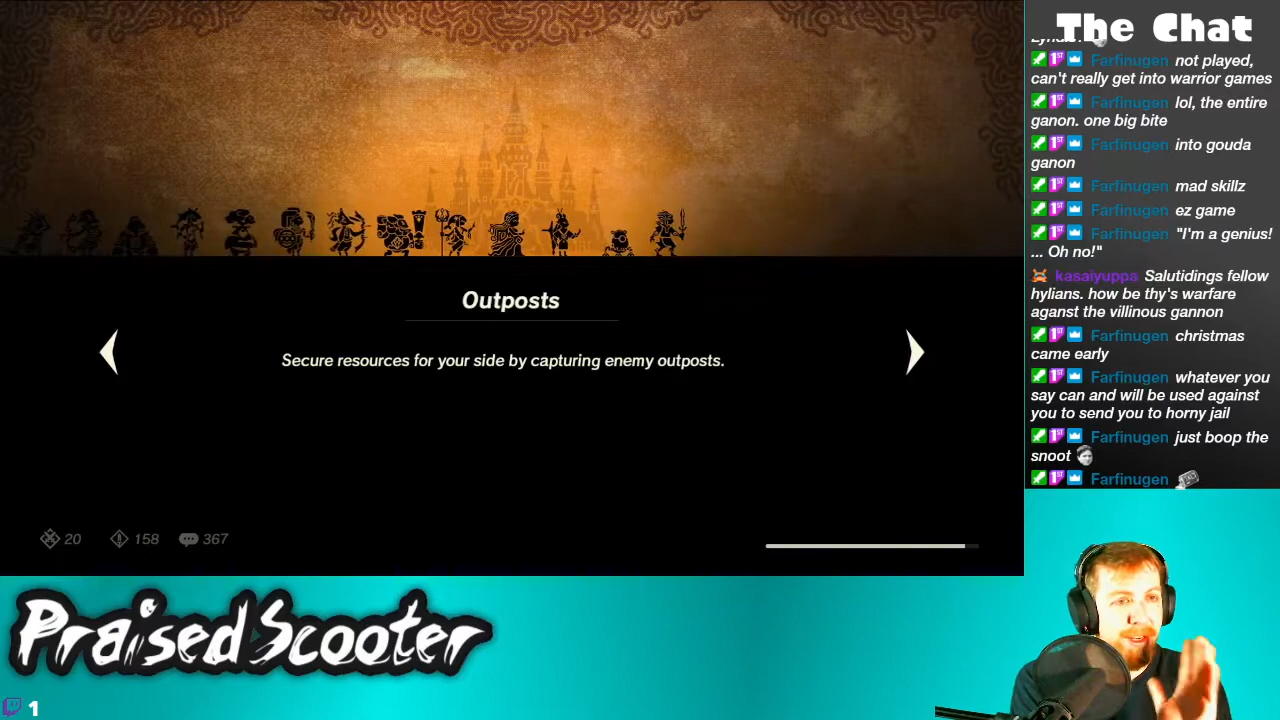 The Chat
Farfinugen not played,
can't really get into warrior games
Farfinugen lol, the entire
ganon. one big bite
Farfinugen into gouda
ganon
Farfinugen mad skillz
Farfinugen ez game
Farfinugen "I'm a genius!
... Oh no!"
kasaiyuppa Salutidings fellow
hylians. how be thy's warfare
aganst the villinous gannon
Farfinugen christmas
came early
Farfinugen whatever you
say can and will be used against
you to send you to horny jail
Farfinugen just boop the
snoot
Farfinugen
Outposts
Secure resources for your side by capturing enemy outposts.
20 158 367
PraisedScooter
1